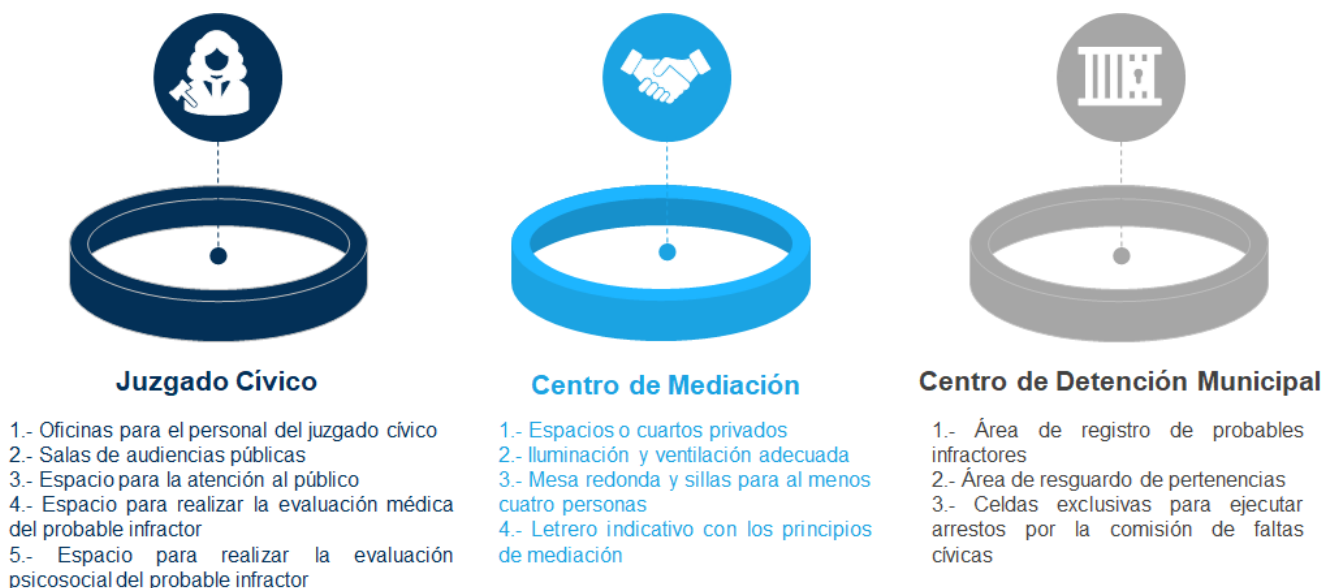 Juzgado Cívico
1.- Oficinas para el personal del juzgado cívico
2.- Salas de audiencias públicas
3.- Espacio para la atención al público
4.- Espacio para realizar la evaluación médica
del probable infractor
5.- Espacio para realizar la evaluación
psicosocial del probable infractor
Centro de Mediación
1.- Espacios o cuartos privados
2.- Iluminación y ventilación adecuada
3.- Mesa redonda y sillas para al menos
cuatro personas
4.- Letrero indicativo con los principios
de mediación
Centro de Detención Municipal
1.- Área de registro de probables
infractores
2.- Área de resguardo de pertenencias
3.- Celdas exclusivas para ejecutar
arrestos por la comisión de faltas
cívicas